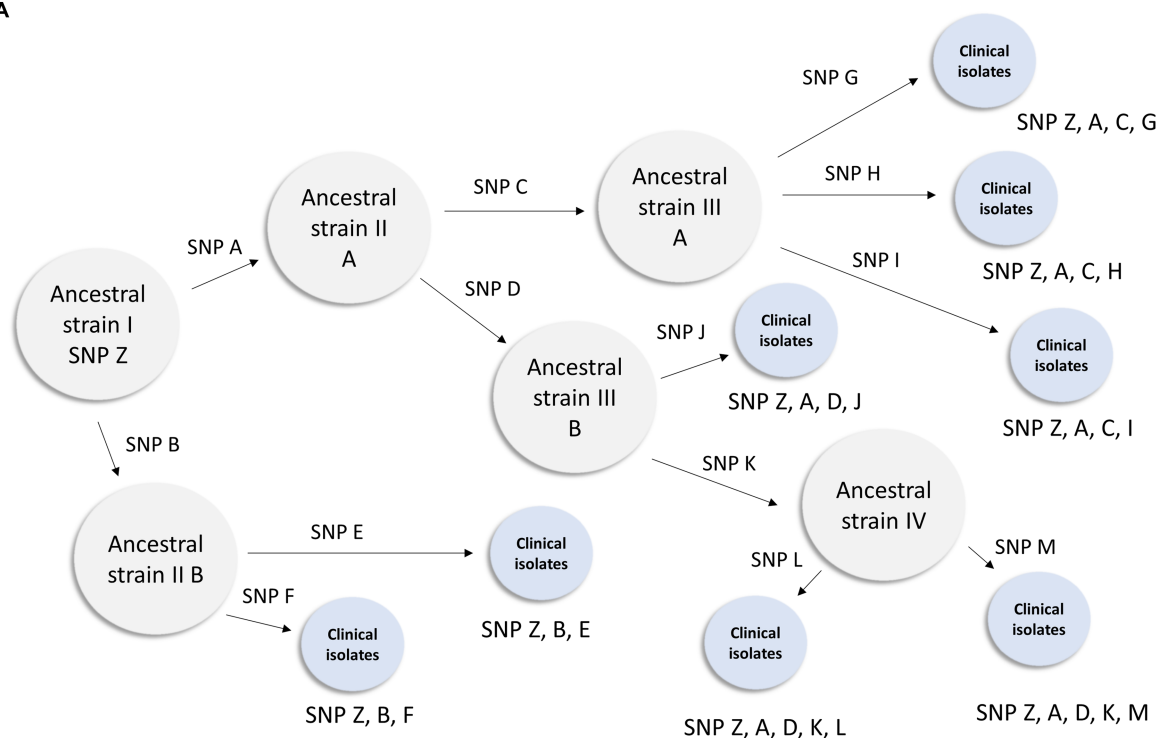 A
Clinical
isolates
SNP G
SNP Z, A, C, G
Ancestral
strain III
A
SNP C
SNP H
Clinical
isolates
Ancestral
strain II
A
SNP A
SNP I
SNP Z, A, C, H
Ancestral
strain I
SNP Z
SNP D
SNP J
Clinical
isolates
Clinical
isolates
Ancestral
strain III
B
SNP Z, A, D, J
SNP Z, A, C, I
SNP B
SNP K
Ancestral
strain IV
Ancestral
strain II B
SNP E
Clinical
isolates
SNP L
SNP M
SNP F
SNP Z, B, E
Clinical
isolates
Clinical
isolates
Clinical
isolates
SNP Z, B, F
SNP Z, A, D, K, L
SNP Z, A, D, K, M